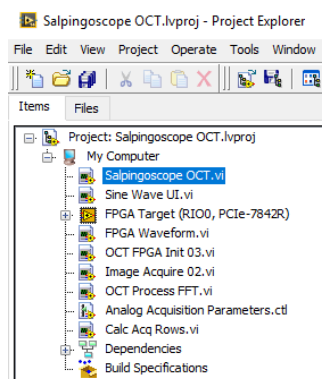 Salpingoscope OCT.lvproj - Project Explorer
File Edit View Project Operate Tools Window
Items Files
Project: Salpingoscope OCT.lvproj
My Computer
Salpingoscope OCT.vi
Sine Wave UI.vi
FPGA Target (RIO0, PCIe-7842R)
FPGA Waveform.vi
OCT FPGA Init 03.vi
Image Acquire 02.vi
OCT Process FFT.vi
Analog Acquisition Parameters.ctl
Calc Acq Rows.vi
Dependencies
Build Specifications